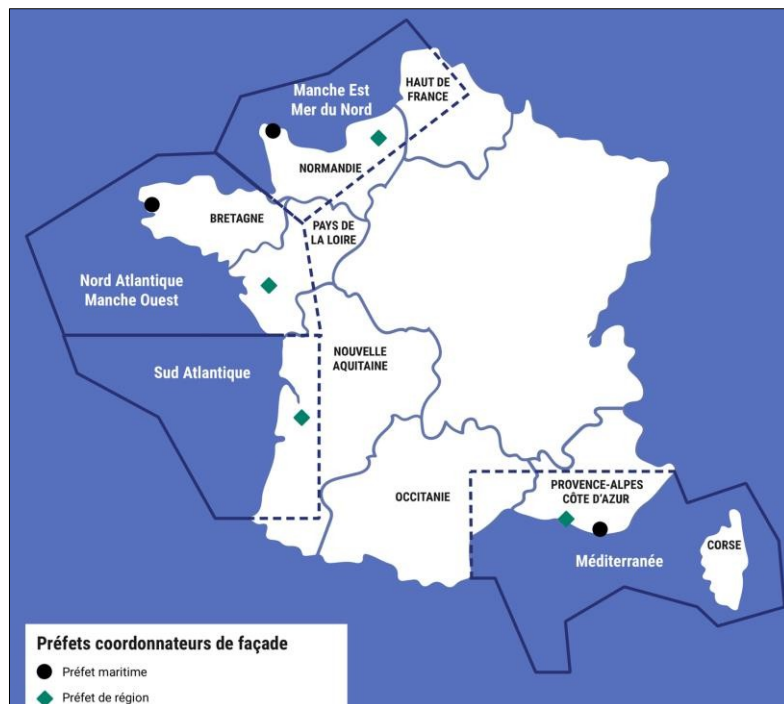 HAUT DE
FRANCE
Manche Est
Mer du Nord
NORMANDIE
BRETAGNE
PAYS DE
LA LOIRE
Nord Atlantique
Manche Ouest
Sud Atlantique
NOUVELLE
AQUITAINE
OCCITANIE
PROVENCE-ALPES
CÔTE D'AZUR
CORSE
Méditerranée
Préfets coordonnateurs de façade
Préfet maritime
Préfet de région